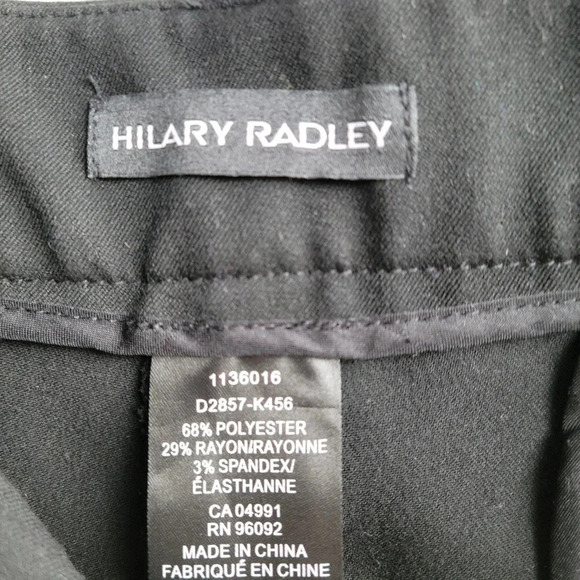 HILARY RADLEY
1136016
D2857-K456
68% POLYESTER
29% RAYON/RAYONNE
3% SPANDEX/
ÉLASTHANNE
CA 04991
RN 96092
MADE IN CHINA
FABRIQUÉ EN CHINE